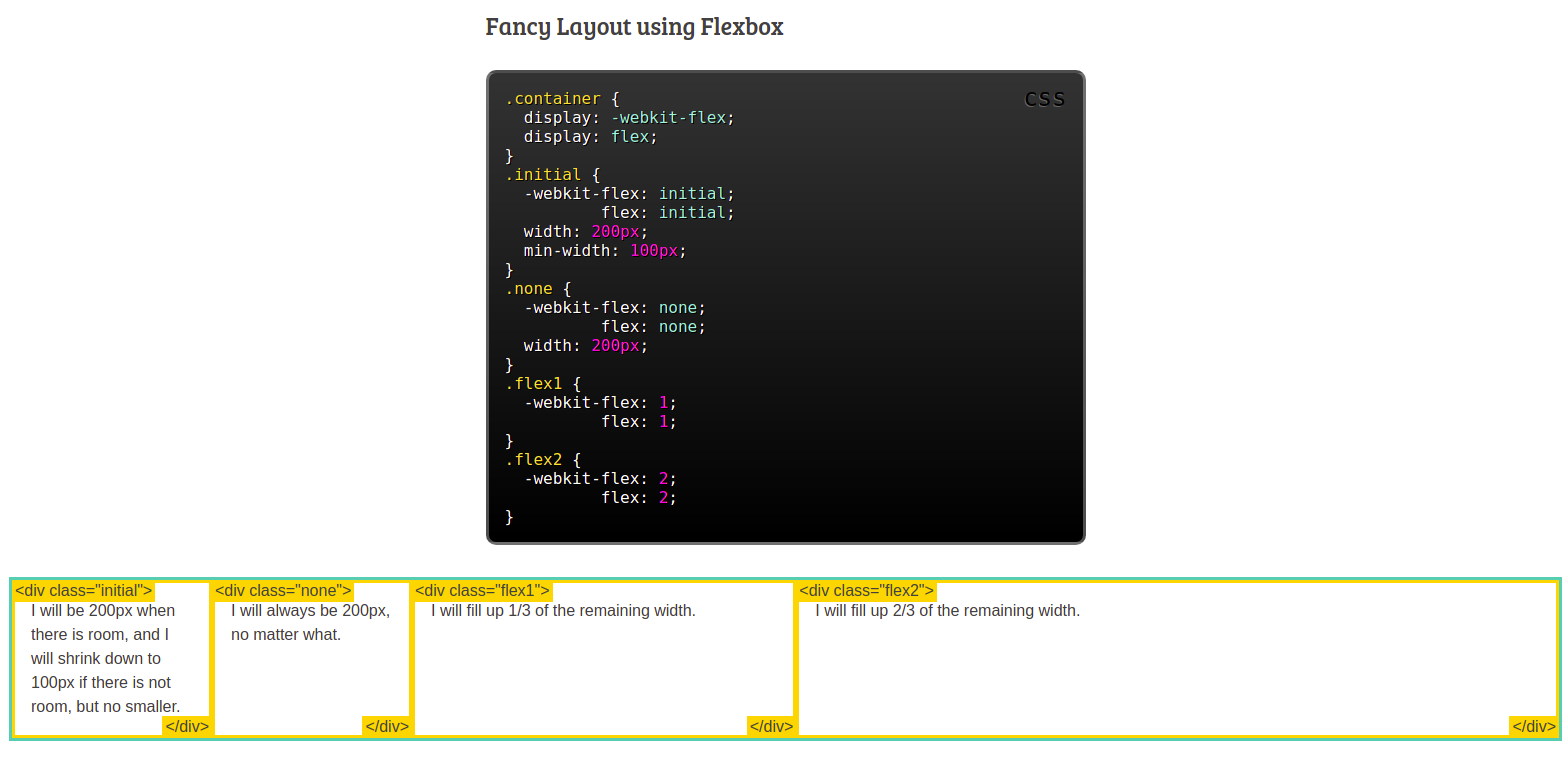 Fancy Layout using Flexbox
CSS
.container {
  display: -webkit-flex;
  display: flex;
}
.initial {
  -webkit-flex: initial;
          flex: initial;
  width: 200px;
  min-width: 100px;
}
.none {
  -webkit-flex: none;
          flex: none;
  width: 200px;
}
.flex1 {
  -webkit-flex: 1;
          flex: 1;
}
.flex2 {
  -webkit-flex: 2;
          flex: 2;
}
<div class="initial">
I will be 200px when
there is room, and I
will shrink down to
100px if there is not
room, but no smaller.
</div>
<div class="none">
I will always be 200px,
no matter what.
</div>
<div class="flex1">
I will fill up 1/3 of the remaining width.
</div>
<div class="flex2">
I will fill up 2/3 of the remaining width.
</div>